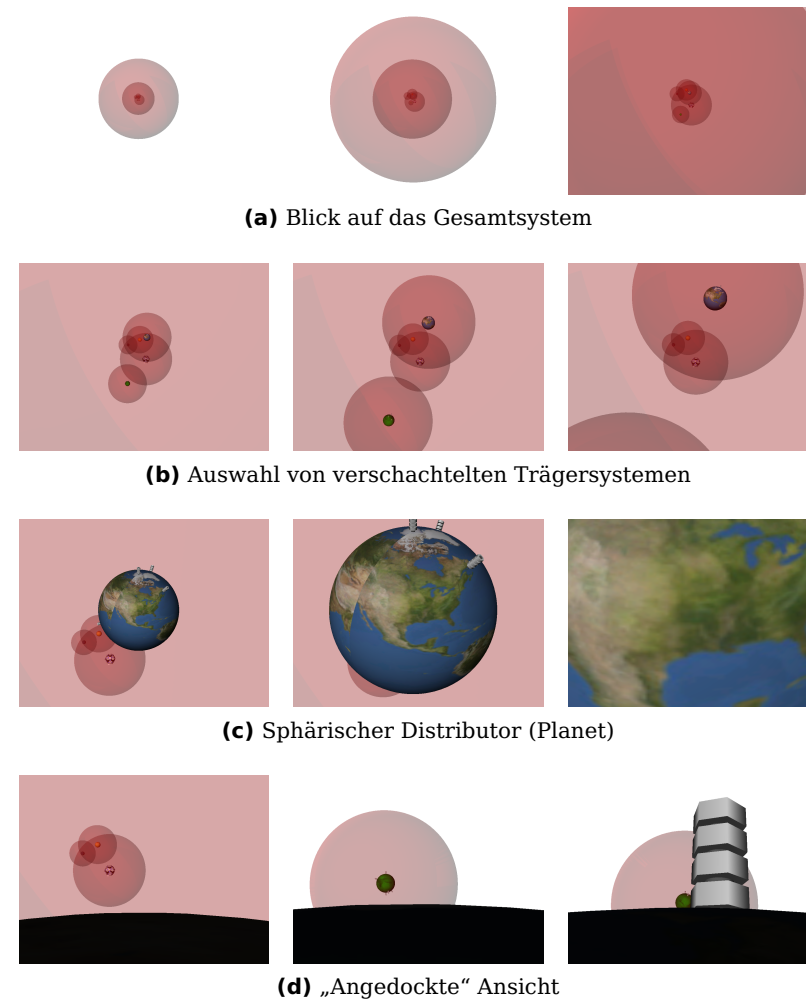 (a) Blick auf das Gesamtsystem
(b) Auswahl von verschachtelten Trägersystemen
(c) Sphärischer Distributor (Planet)
(d) „Angedockte“ Ansicht